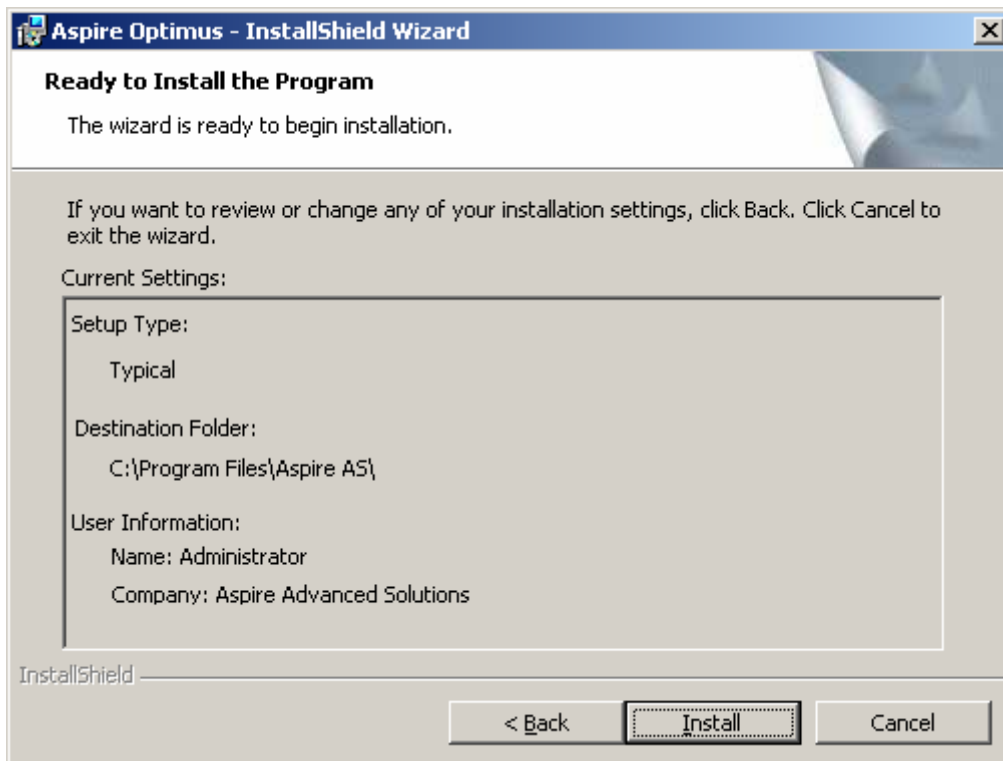 Aspire Optimus - InstallShield Wizard
Ready to Install the Program
The wizard is ready to begin installation.
If you want to review or change any of your installation settings, click Back. Click Cancel to
exit the wizard.
Current Settings:
Setup Type:
Typical
Destination Folder:
C:\Program Files\Aspire AS\
User Information:
Name: Administrator
Company: Aspire Advanced Solutions
InstallShield
< Back
Install
Cancel